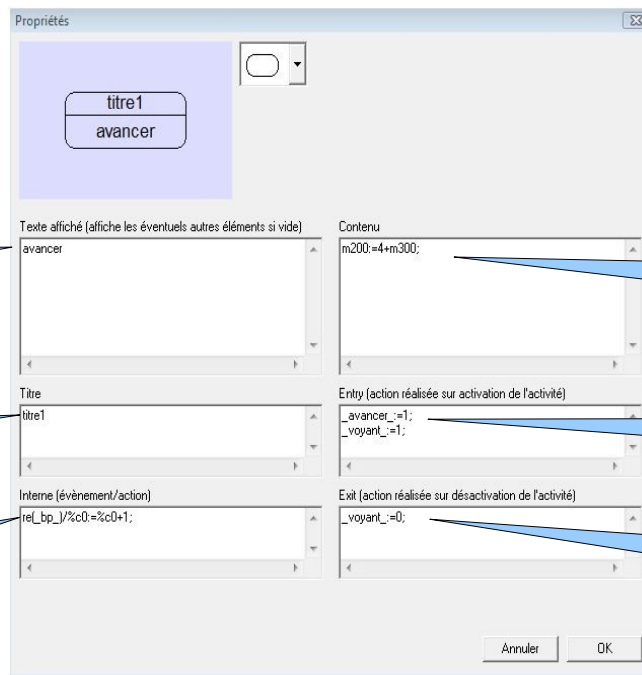 Propriétés
titre1
avancer
Texte affiché (affiche les éventuels autres éléments si vide)
avancer
Contenu
m200:=4+m300;
Titre
titre1
Entry (action réalisée sur activation de l'activité)
_avancer_:=1;
_voyant_:=1;
Interne (évènement/action)
re(_bp_)/%c0:=%c0+1;
Exit (action réalisée sur désactivation de l'activité)
_voyant_:=0;
Annuler
OK